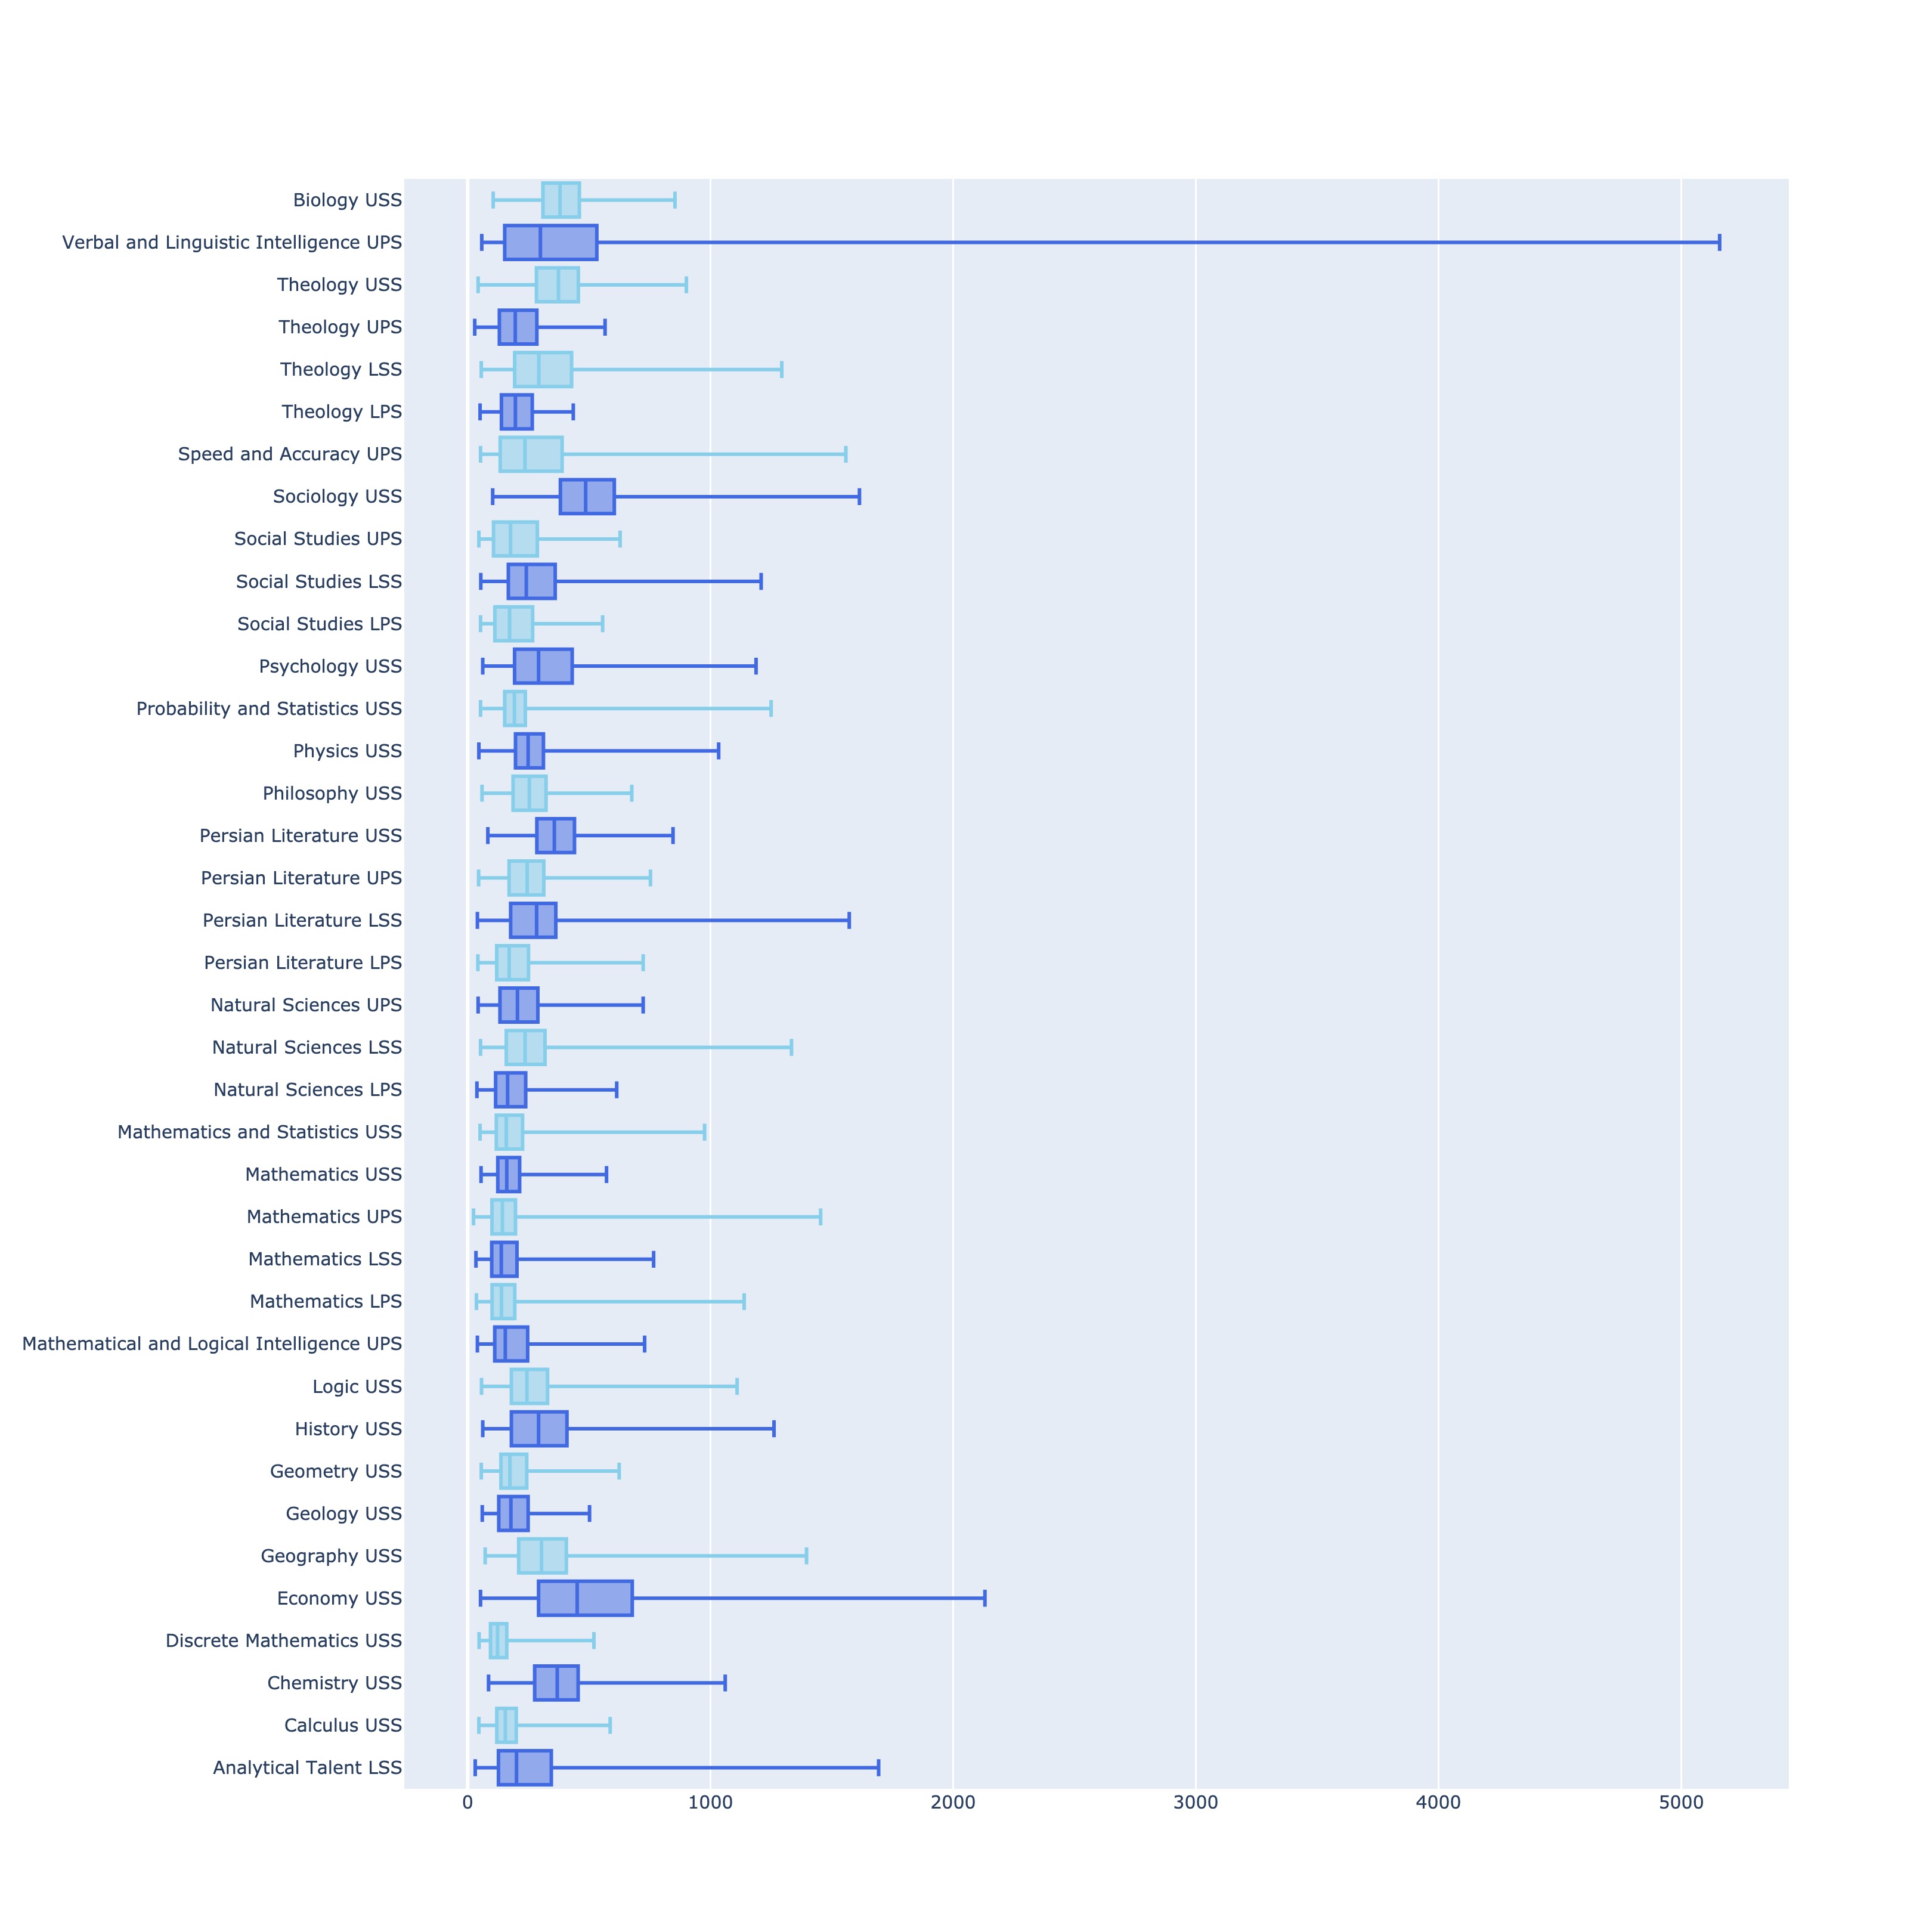 Biology USS
Verbal and Linguistic Intelligence UPS
Theology USS
Theology UPS
Theology LSS
Theology LPS
Speed and Accuracy UPS
Sociology USS
Social Studies UPS
Social Studies LSS
Social Studies LPS
Psychology USS
Probability and Statistics USS
Physics USS
Philosophy USS
Persian Literature USS
Persian Literature UPS
Persian Literature LSS
Persian Literature LPS
Natural Sciences UPS
Natural Sciences LSS
Natural Sciences LPS
Mathematics and Statistics USS
Mathematics USS
Mathematics UPS
Mathematics LSS
Mathematics LPS
Mathematical and Logical Intelligence UPS
Logic USS
History USS
Geometry USS
Geology USS
Geography USS
Economy USS
Discrete Mathematics USS
Chemistry USS
Calculus USS
Analytical Talent LSS
0 1000 2000 3000 4000 5000